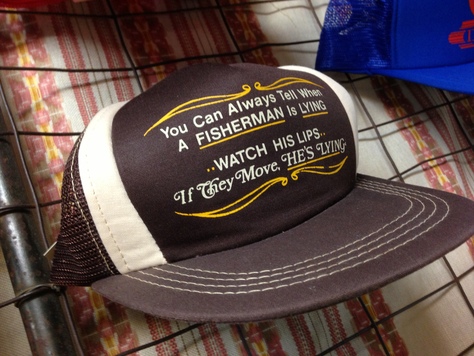 You Can Always Tell When
A FISHERMAN Is LYING
..WATCH HIS LIPS..
If They Move, HE'S LYING